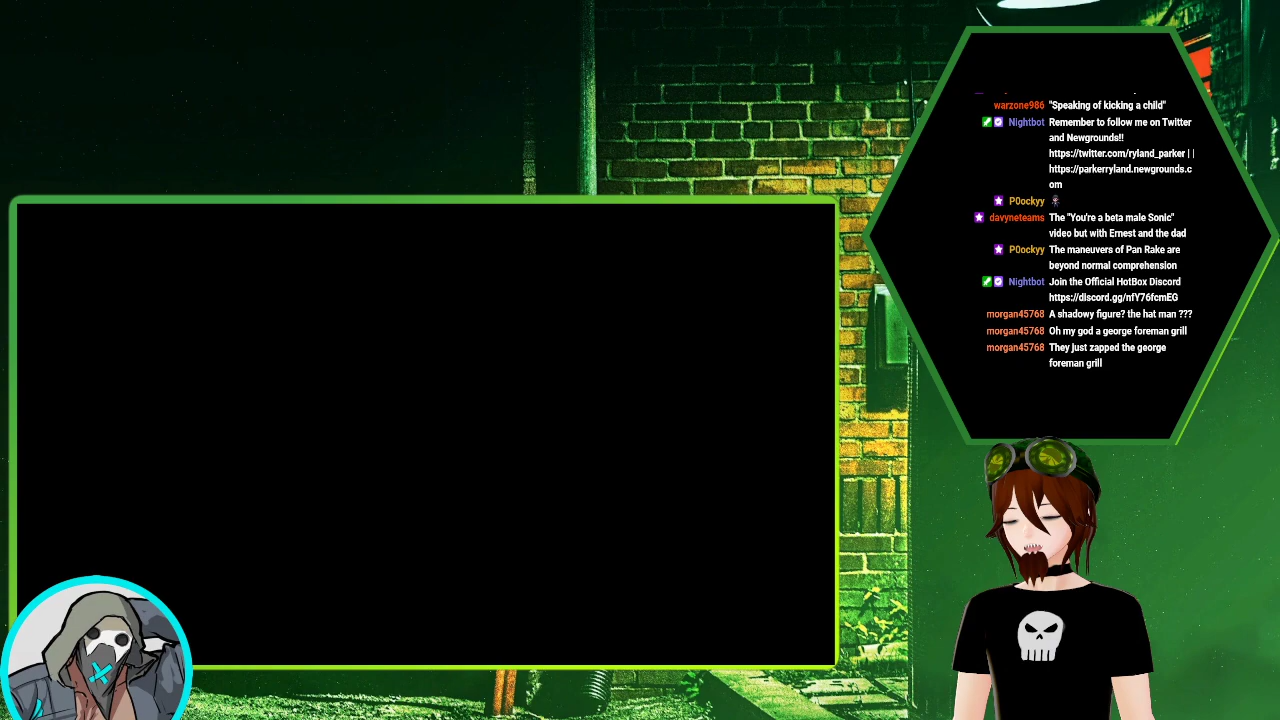 warzone986 "Speaking of kicking a child"
Nightbot Remember to follow me on Twitter
and Newgrounds!!
https://twitter.com/ryland_parker | |
https://parkerryland.newgrounds.c
om
P0ockyy
davyneteams The "You're a beta male Sonic"
video but with Ernest and the dad
P0ockyy The maneuvers of Pan Rake are
beyond normal comprehension
Nightbot Join the Official HotBox Discord
https://discord.gg/nfY76fcmEG
morgan45768 A shadowy figure? the hat man ???
morgan45768 Oh my god a george foreman grill
morgan45768 They just zapped the george
foreman grill